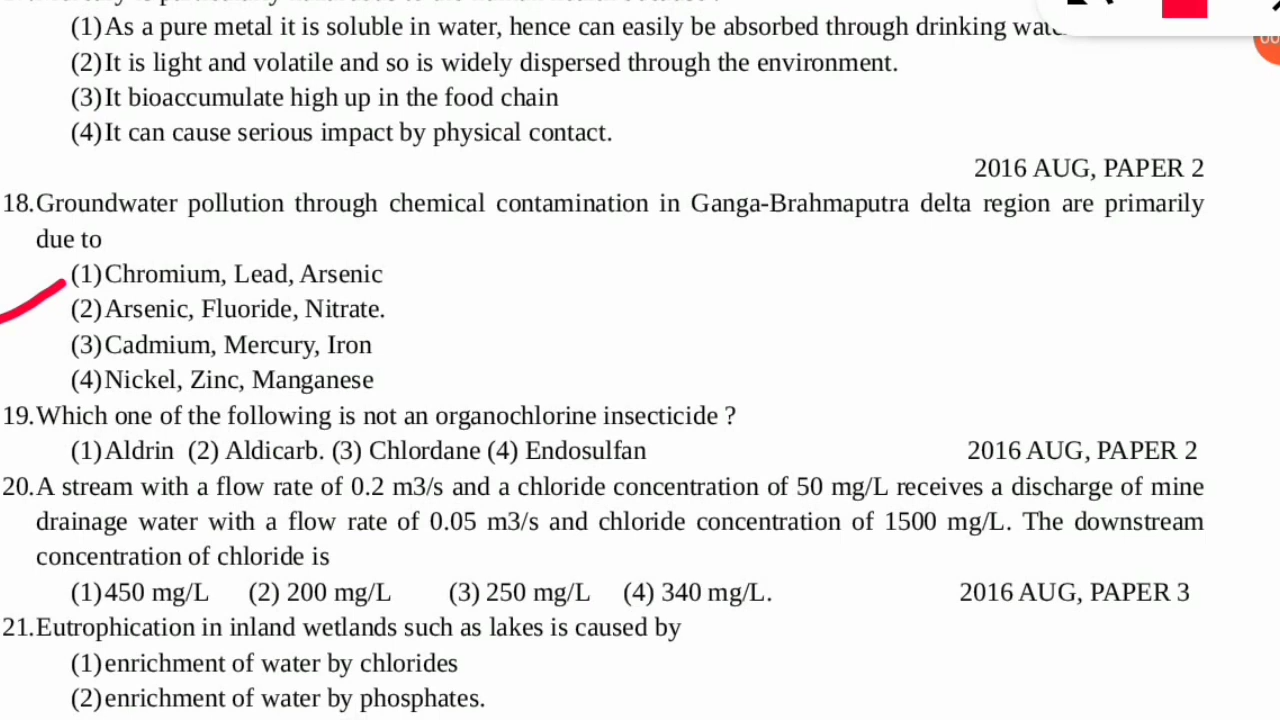 (1)As a pure metal it is soluble in water, hence can easily be absorbed through drinking
(2)It is light and volatile and so is widely dispersed through the environment.
(3)It bioaccumulate high up in the food chain
(4)It can cause serious impact by physical contact.
2016 AUG, PAPER 2
18.Groundwater pollution through chemical contamination in Ganga-Brahmaputra delta region are primarily
due to
(1)Chromium, Lead, Arsenic
(2)Arsenic, Fluoride, Nitrate.
(3)Cadmium, Mercury, Iron
(4)Nickel, Zinc, Manganese
19.Which one of the following is not an organochlorine insecticide ?
(1)Aldrin (2) Aldicarb. (3) Chlordane (4) Endosulfan 2016 AUG, PAPER 2
20.A stream with a flow rate of 0.2 m3/s and a chloride concentration of 50 mg/L receives a discharge of mine
drainage water with a flow rate of 0.05 m3/s and chloride concentration of 1500 mg/L. The downstream
concentration of chloride is
(1)450 mg/L (2) 200 mg/L (3) 250 mg/L (4) 340 mg/L. 2016 AUG, PAPER 3
21.Eutrophication in inland wetlands such as lakes is caused by
(1)enrichment of water by chlorides
(2)enrichment of water by phosphates.